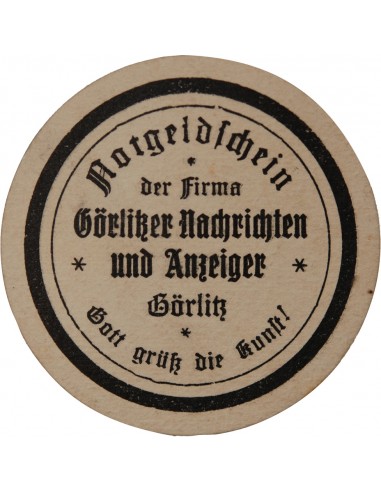 Notgeldschein
*
der Firma
Görlitzer Nachrichten
* und Anzeiger *
Görlitz
*
Gott grüß die Kunst!